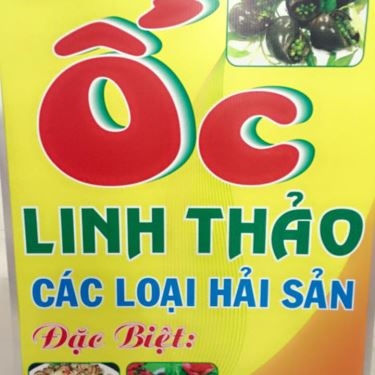 Ốc
LINH THẢO
CÁC LOẠI HẢI SẢN
Đặc Biệt: